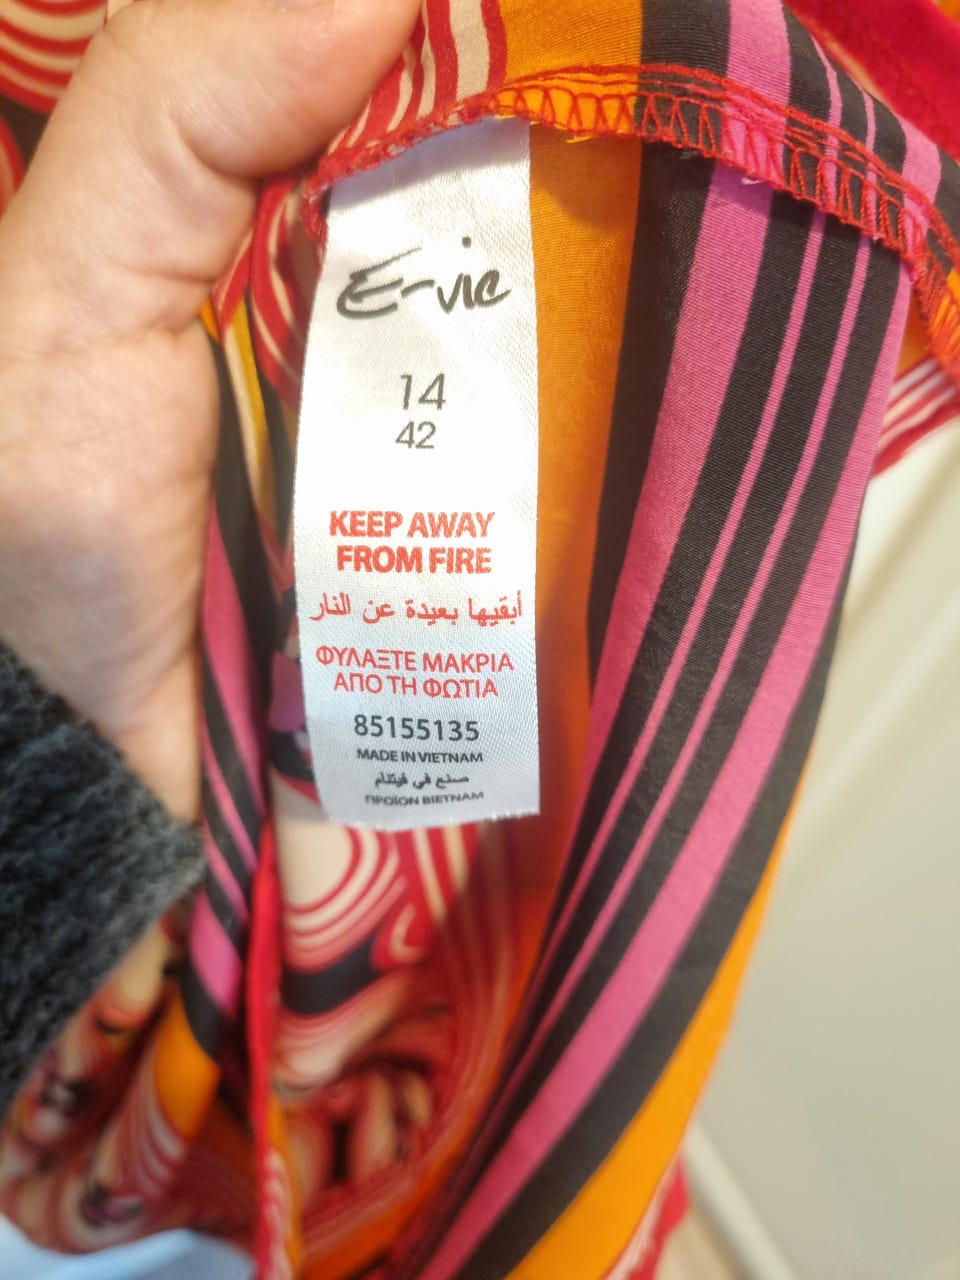 E-vie
14
42
KEEP AWAY
FROM FIRE
أبقيها بعيدة عن النار
ΦΥΛΑΞΤΕ ΜΑΚΡΙΑ
ΑΠΟ ΤΗ ΦΩΤΙΑ
85155135
MADE IN VIETNAM
صنع في فيتنام
ΠΡΟΪΟΝ ΒΙΕΤΝΑΜ